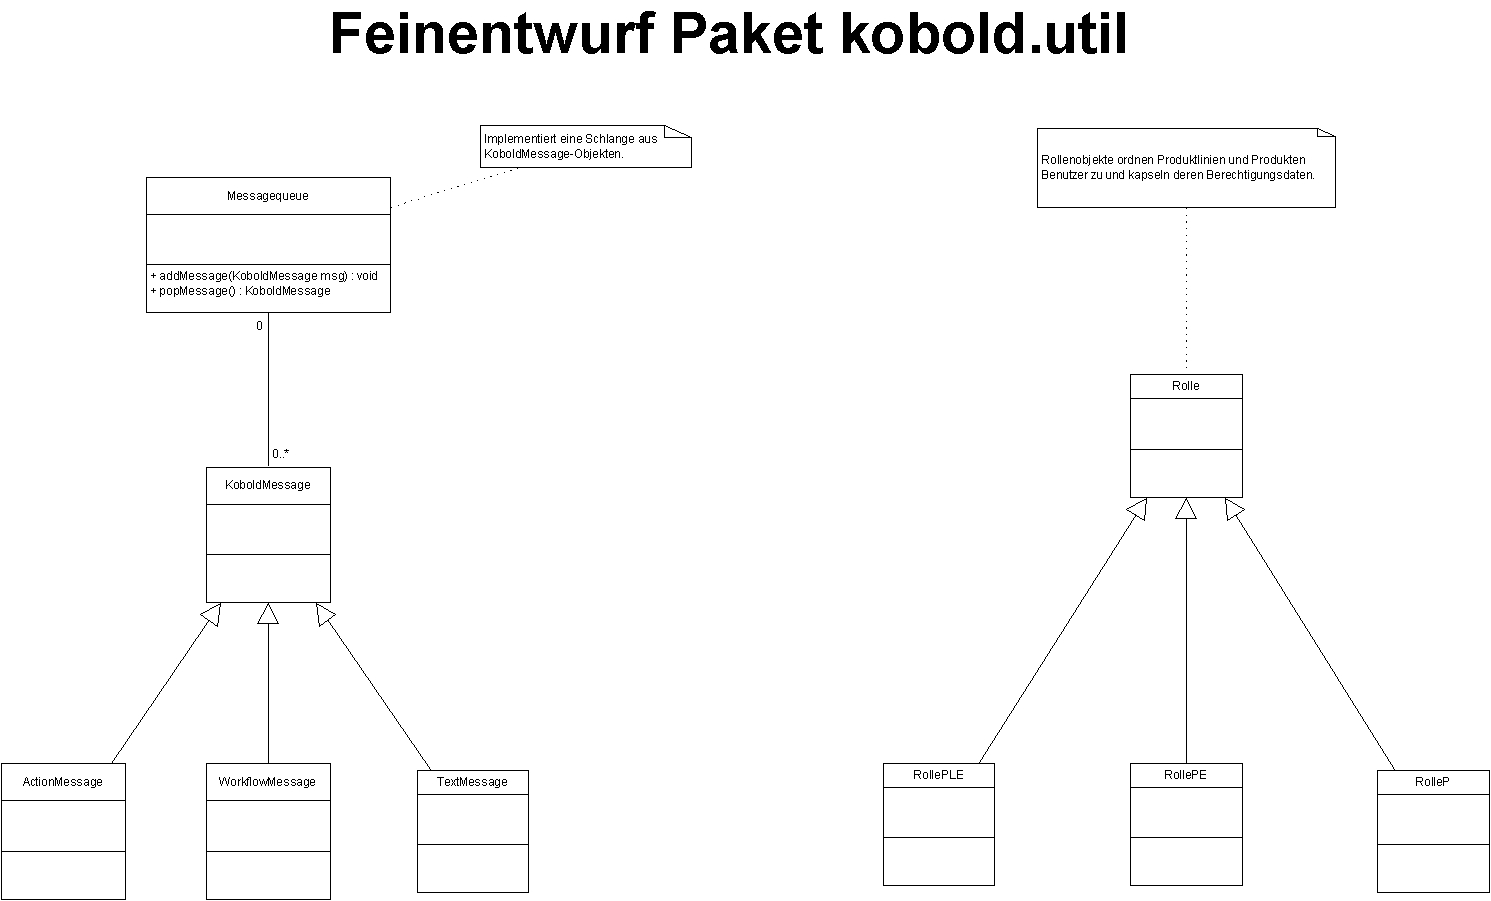 Feinentwurf Paket kobold.util
Implementiert eine Schlange aus
KoboldMessage-Objekten.
Rollenobjekte ordnen Produktlinien und Produkten
Benutzer zu und kapseln deren Berechtigungsdaten.
Messagequeue
+ addMessage(KoboldMessage msg) : void
+ popMessage() : KoboldMessage
0
0..*
Rolle
KoboldMessage
ActionMessage
WorkflowMessage
TextMessage
RollePLE
RollePE
RolleP